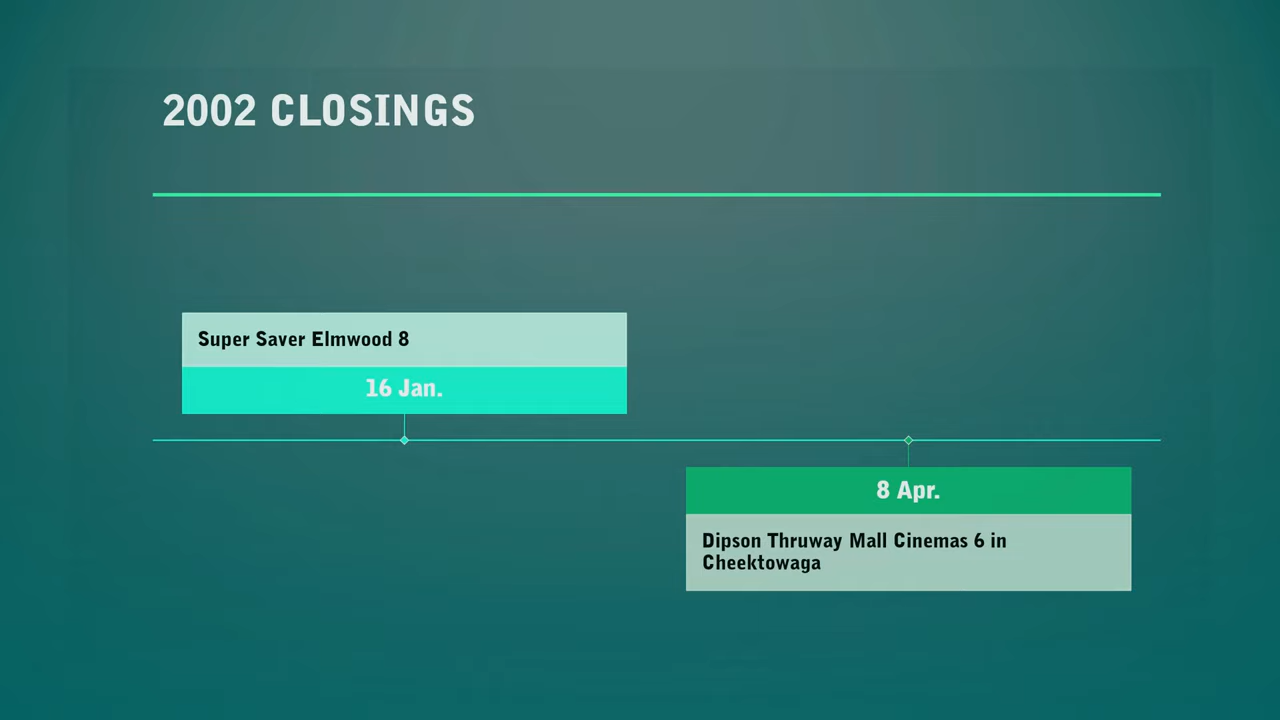 2002 CLOSINGS
Super Saver Elmwood 8
16 Jan.
8 Apr.
Dipson Thruway Mall Cinemas 6 in
Cheektowaga